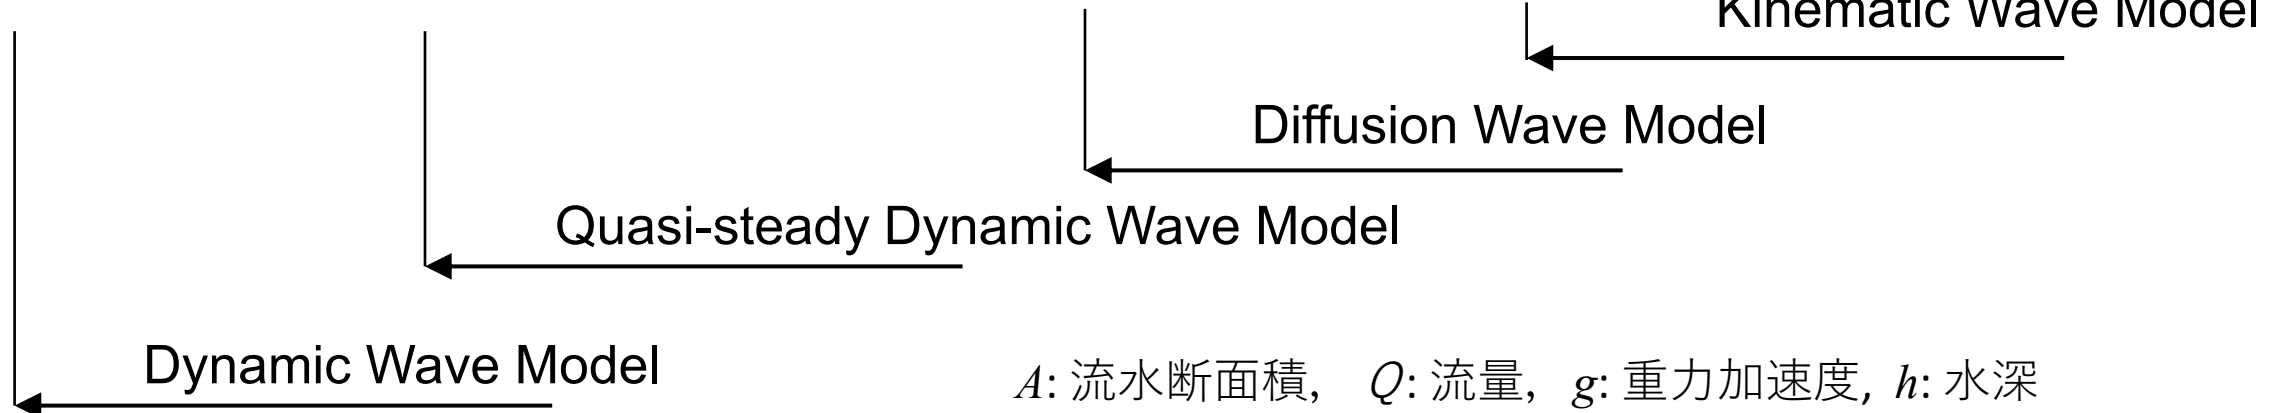 Kinematic Wave Model
Diffusion Wave Model
Quasi-steady Dynamic Wave Model
Dynamic Wave Model
A: 流水断面積, Q: 流量, g: 重力加速度, h: 水深